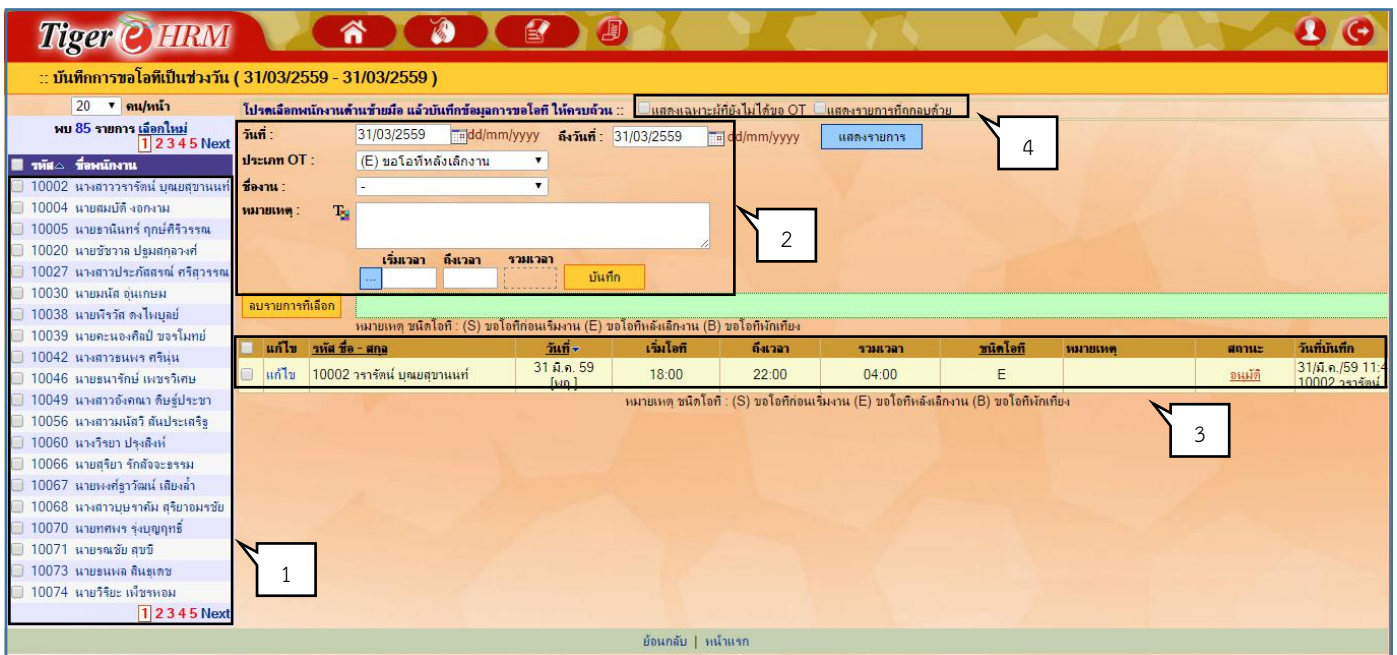 Tiger e HRM
:: บันทึกการขอโอทีเป็นช่วงวัน ( 31/03/2559 - 31/03/2559 )
20 คน/หน้า
พบ 85 รายการ เลือกใหม่
1 2 3 4 5 Next
รหัส ชื่อพนักงาน
10002 นางสาววรารัตน์ บุณยสุขานนท์
10004 นายสมบัติ งอกงาม
10005 นายธานินทร์ ฤกษ์ศิริวรรณ
10020 นายชัชวาล ปฐมสกุลวงศ์
10027 นางสาวประภัสสรณ์ ศรีสุวรรณ
10030 นายมนัส อุ่นเกษม
10038 นายพีรวัส คงไพบูลย์
10039 นายคะนองศิลป์ ขจรโมทย์
10042 นางสาวธนพร ศรีนุ่น
10046 นายธนารักษ์ เพชรวิเศษ
10049 นางสาวอังคณา ดิษฐ์ประชา
10056 นางสาวมนัสวี สันประเสริฐ
10060 นางวิรยา ปรุงสิงห์
10066 นายสุริยา รักสัจจะธรรม
10067 นายพงศ์ฐาวัฒน์ เสียงล้ำ
10068 นางสาวบุษราคัม สุริยาอมรชัย
10070 นายทศพร รุ่งบุญฤทธิ์
10071 นายรณชัย สุขขี
10073 นายธนพล สินธุเดช
10074 นายวิริยะ เพ็ชรหอม
1 2 3 4 5 Next
1
โปรดเลือกพนักงานด้านซ้ายมือ แล้วบันทึกข้อมูลการขอโอที ให้ครบถ้วน :: แสดงเฉพาะผู้ที่ยังไม่ได้ขอ OT แสดงรายการที่ถูกลบด้วย
4
วันที่ : 31/03/2559 dd/mm/yyyy ถึงวันที่ : 31/03/2559 dd/mm/yyyy แสดงรายการ
ประเภท OT : (E) ขอโอทีหลังเลิกงาน
ชื่องาน : -
หมายเหตุ :
2
เริ่มเวลา ถึงเวลา รวมเวลา
... บันทึก
ลบรายการที่เลือก
หมายเหตุ ชนิดโอที : (S) ขอโอทีก่อนเริ่มงาน (E) ขอโอทีหลังเลิกงาน (B) ขอโอทีพักเที่ยง
แก้ไข รหัส ชื่อ - สกุล วันที่ เริ่มโอที ถึงเวลา รวมเวลา ชนิดโอที หมายเหตุ สถานะ วันที่บันทึก
แก้ไข 10002 วรารัตน์ บุณยสุขานนท์ 31 มี.ค. 59 [พฤ.] 18:00 22:00 04:00 E อนุมัติ 31/มี.ค./59 11:4
10002 วรารัตน์
หมายเหตุ ชนิดโอที : (S) ขอโอทีก่อนเริ่มงาน (E) ขอโอทีหลังเลิกงาน (B) ขอโอทีพักเที่ยง
3
ย้อนกลับ | หน้าแรก